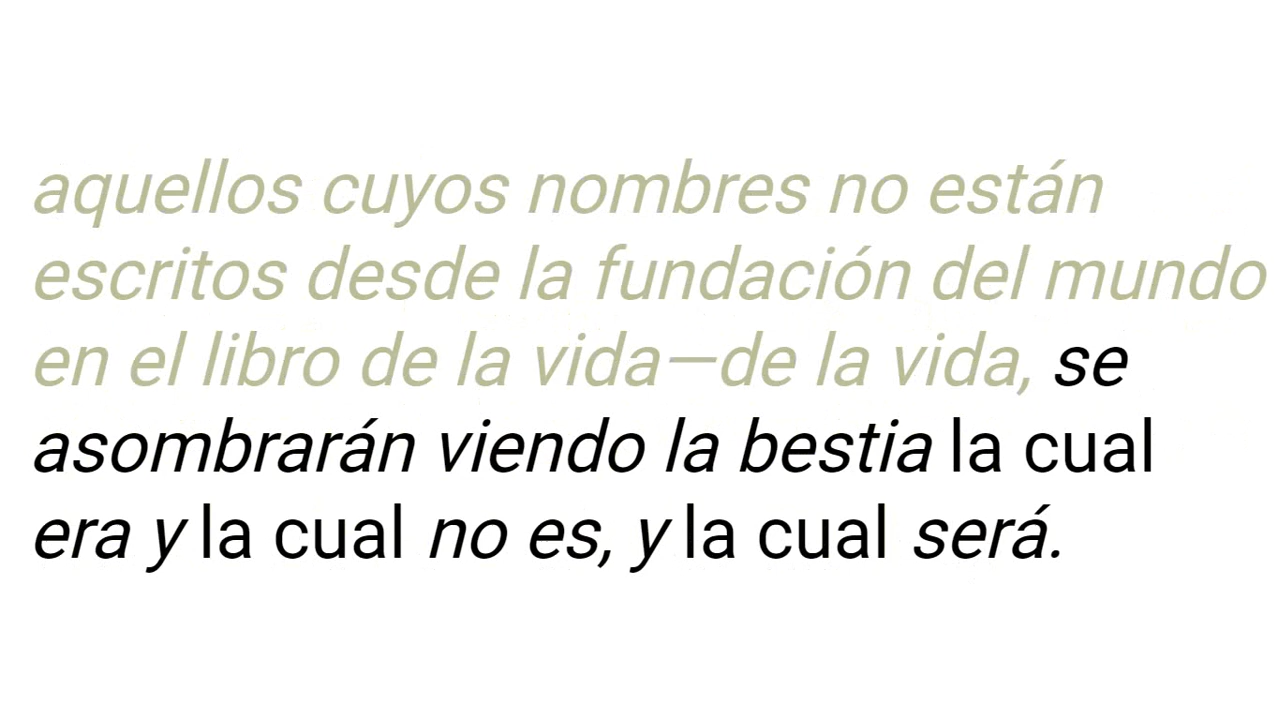 aquellos cuyos nombres no están
escritos desde la fundación del mundo
en el libro de la vida—de la vida, se
asombrarán viendo la bestia la cual
era y la cual no es, y la cual será.